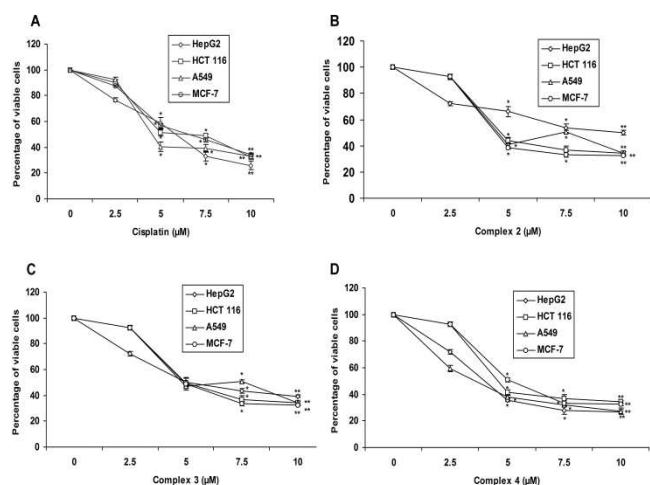 A
Percentage of viable cells
120
100
80
60
40
20
0
0 2.5 5 7.5 10
Cisplatin (µM)
HepG2
HCT 116
A549
MCF-7
B
Percentage of viable cells
120
100
80
60
40
20
0
0 2.5 5 7.5 10
Complex 2 (µM)
HepG2
HCT 116
A549
MCF-7
C
Percentage of viable cells
120
100
80
60
40
20
0
0 2.5 5 7.5 10
Complex 3 (µM)
HepG2
HCT 116
A549
MCF-7
D
Percentage of viable cells
120
100
80
60
40
20
0
0 2.5 5 7.5 10
Complex 4 (µM)
HepG2
HCT 116
A549
MCF-7